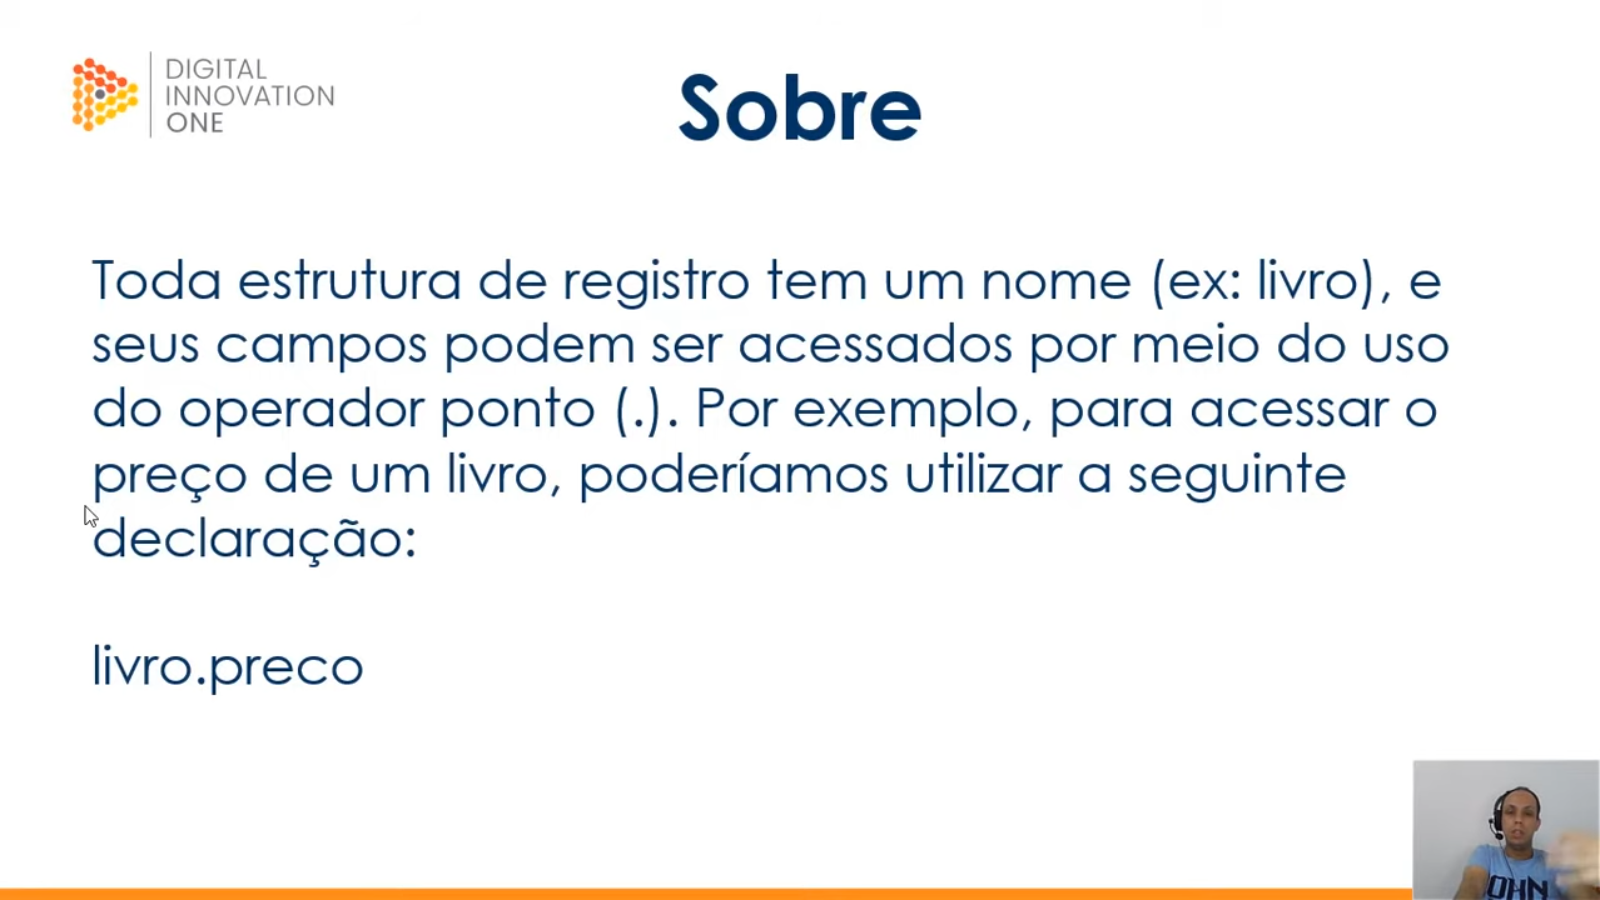 DIGITAL
INNOVATION
ONE
Sobre
Toda estrutura de registro tem um nome (ex: livro), e
seus campos podem ser acessados por meio do uso
do operador ponto (.). Por exemplo, para acessar o
preço de um livro, poderíamos utilizar a seguinte
declaração:
livro.preco
OHN